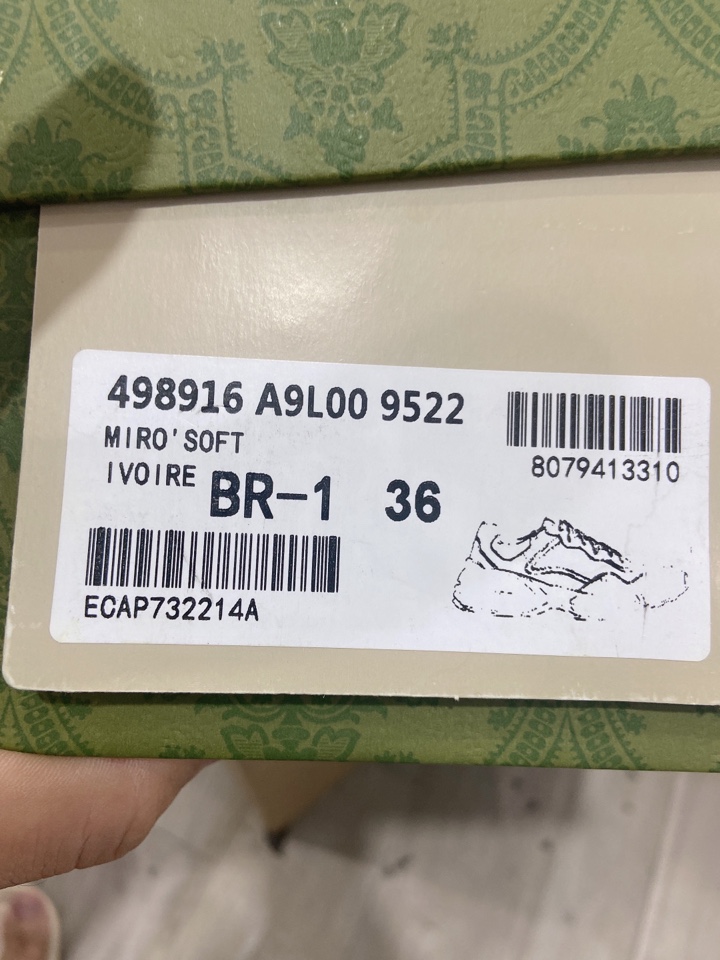 498916 A9L00 9522
MIRO'SOFT
8079413310
IVOIRE BR-1 36
ECAP732214A